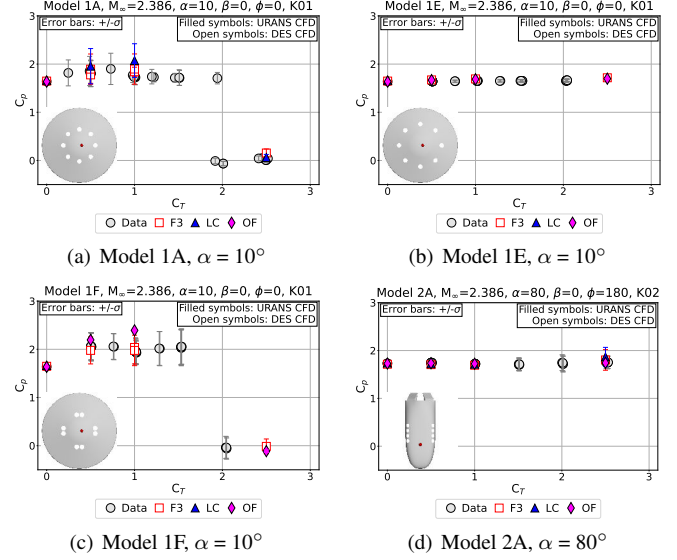 Model 1A, M∞=2.386, α=10, β=0, ϕ=0, K01
Error bars: +/-σ
Filled symbols: URANS CFD
Open symbols: DES CFD
3
2
1
0
Cp
0 1 2 3
CT
Data F3 LC OF
(a) Model 1A, α = 10°
Model 1E, M∞=2.386, α=10, β=0, ϕ=0, K01
Error bars: +/-σ
Filled symbols: URANS CFD
Open symbols: DES CFD
3
2
1
0
Cp
0 1 2 3
CT
Data F3 LC OF
(b) Model 1E, α = 10°
Model 1F, M∞=2.386, α=10, β=0, ϕ=0, K01
Error bars: +/-σ
Filled symbols: URANS CFD
Open symbols: DES CFD
3
2
1
0
Cp
0 1 2 3
CT
Data F3 LC OF
(c) Model 1F, α = 10°
Model 2A, M∞=2.386, α=80, β=0, ϕ=180, K02
Error bars: +/-σ
Filled symbols: URANS CFD
Open symbols: DES CFD
3
2
1
0
Cp
0 1 2 3
CT
Data F3 LC OF
(d) Model 2A, α = 80°